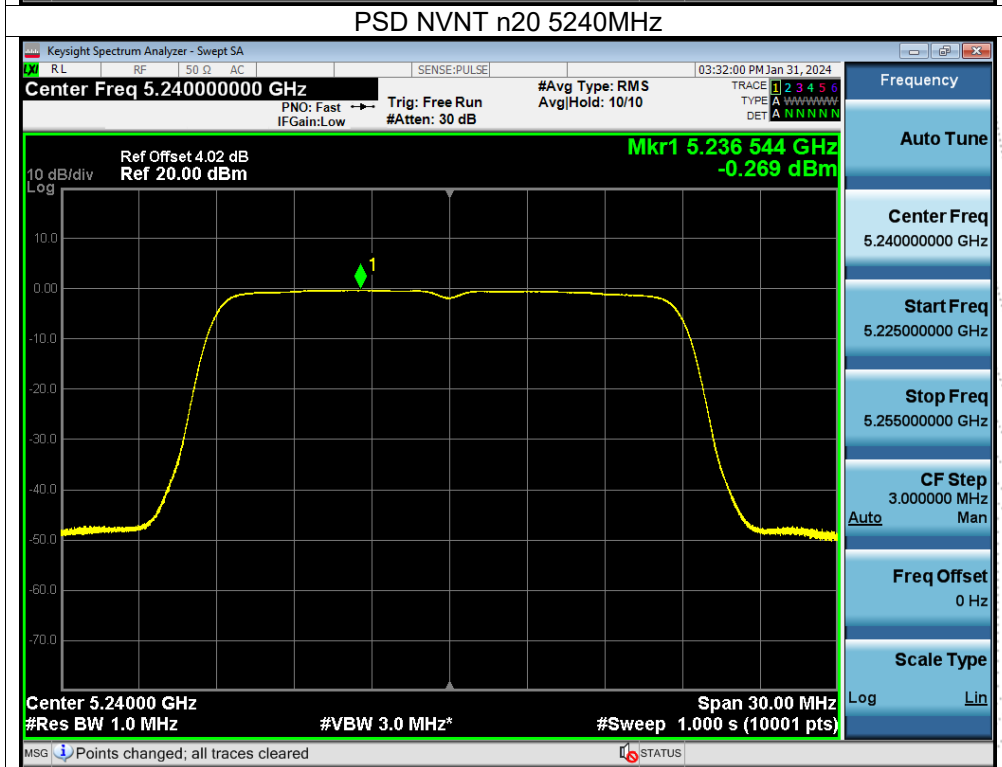 PSD NVNT n20 5240MHz
Keysight Spectrum Analyzer - Swept SA
LXI RL RF 50 Ω AC SENSE:PULSE 03:32:00 PM Jan 31, 2024
Center Freq 5.240000000 GHz #Avg Type: RMS TRACE 1 2 3 4 5 6
PNO: Fast Trig: Free Run Avg|Hold: 10/10 TYPE A WWWWW
IFGain:Low #Atten: 30 dB DET A N N N N N
Mkr1 5.236 544 GHz
-0.269 dBm
Ref Offset 4.02 dB
10 dB/div Ref 20.00 dBm
Log
10.0
1
0.00
-10.0
-20.0
-30.0
-40.0
-50.0
-60.0
-70.0
Center 5.24000 GHz Span 30.00 MHz
#Res BW 1.0 MHz #VBW 3.0 MHz* #Sweep 1.000 s (10001 pts)
MSG Points changed; all traces cleared STATUS
Frequency
Auto Tune
Center Freq
5.240000000 GHz
Start Freq
5.225000000 GHz
Stop Freq
5.255000000 GHz
CF Step
3.000000 MHz
Auto Man
Freq Offset
0 Hz
Scale Type
Log Lin